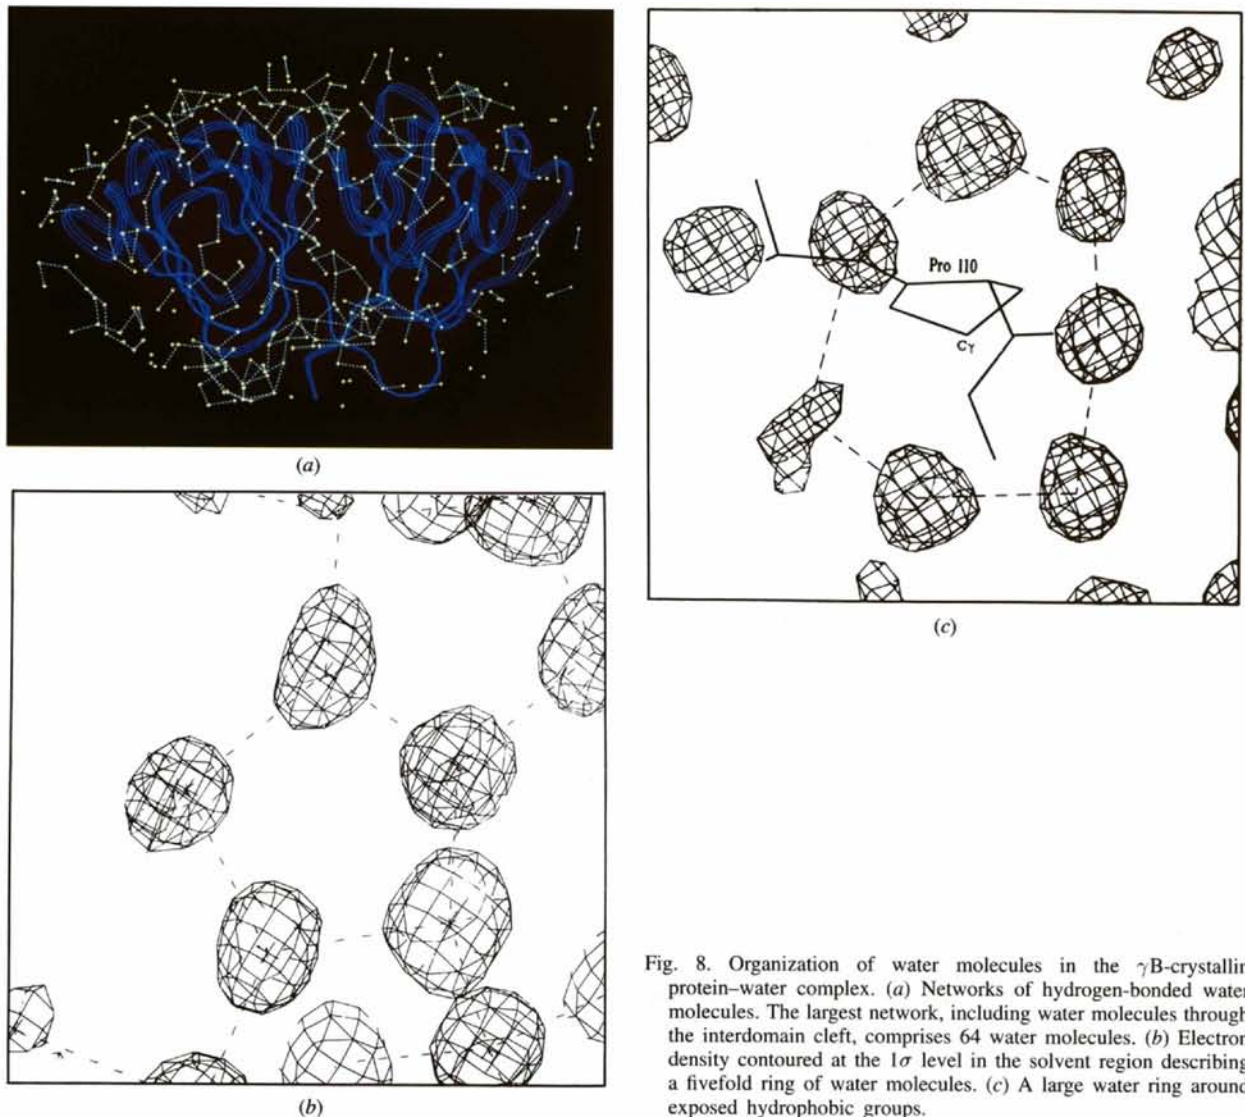 (a)
Pro 110
Cγ
(c)
(b)
Fig. 8. Organization of water molecules in the γB-crystallin
protein–water complex. (a) Networks of hydrogen-bonded water
molecules. The largest network, including water molecules through
the interdomain cleft, comprises 64 water molecules. (b) Electron
density contoured at the 1σ level in the solvent region describing
a fivefold ring of water molecules. (c) A large water ring around
exposed hydrophobic groups.